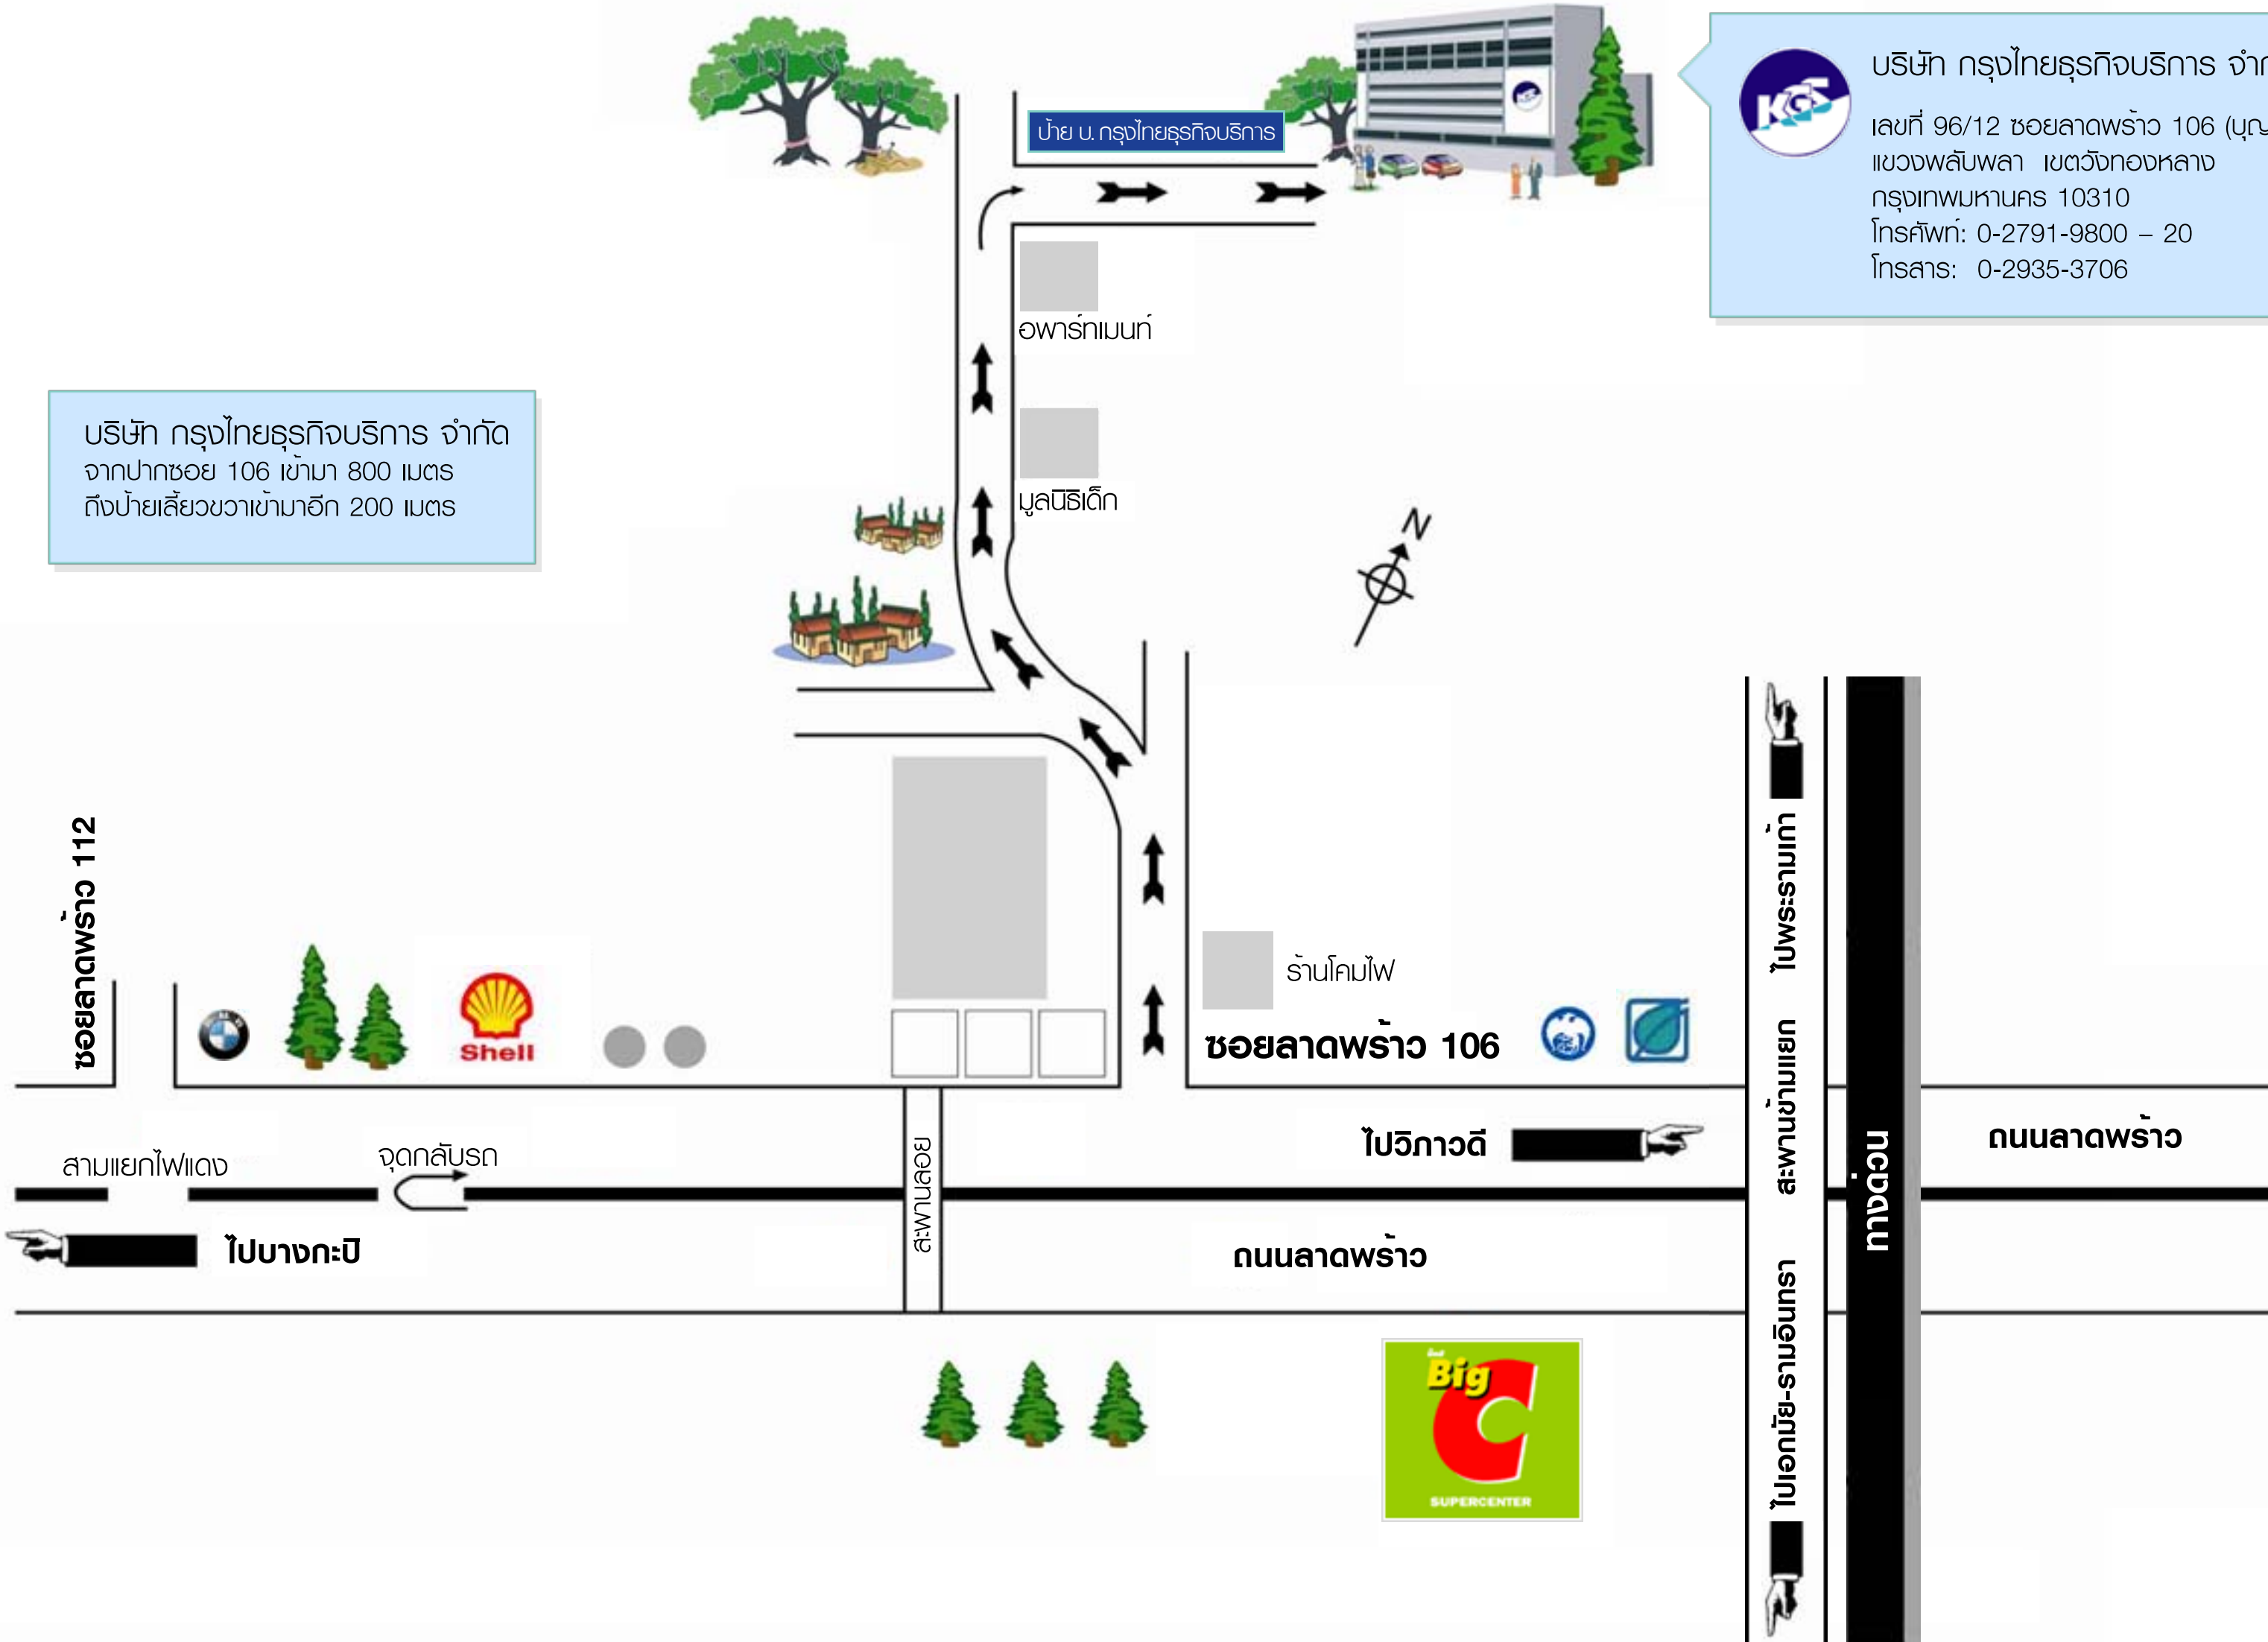 บริษัท กรุงไทยธุรกิจบริการ
เลขที่ 96/12 ซอยลาดพร้าว 106
แขวงพลับพลา เขตวังทองหลาง
กรุงเทพมหานคร 10310
โทรศัพท์: 0-2791-9800 – 20
โทรสาร: 0-2935-3706
KGS
ป้าย บ. กรุงไทยธุรกิจบริการ
อพาร์ทเมนท์
มูลนิธิเด็ก
บริษัท กรุงไทยธุรกิจบริการ จำกัด
จากปากซอย 106 เข้ามา 800 เมตร
ถึงป้ายเลี้ยวขวาเข้ามาอีก 200 เมตร
N
ซอยลาดพร้าว 112
BMW
Shell
ร้านโคมไฟ
ซอยลาดพร้าว 106
ไปพระรามเก้า
สะพานข้ามแยก
ไปเอกมัย-รามอินทรา
ทางด่วน
สามแยกไฟแดง
จุดกลับรถ
สะพานลอย
ไปวิภาวดี
ถนนลาดพร้าว
ไปบางกะปิ
ถนนลาดพร้าว
Big C
SUPERCENTER